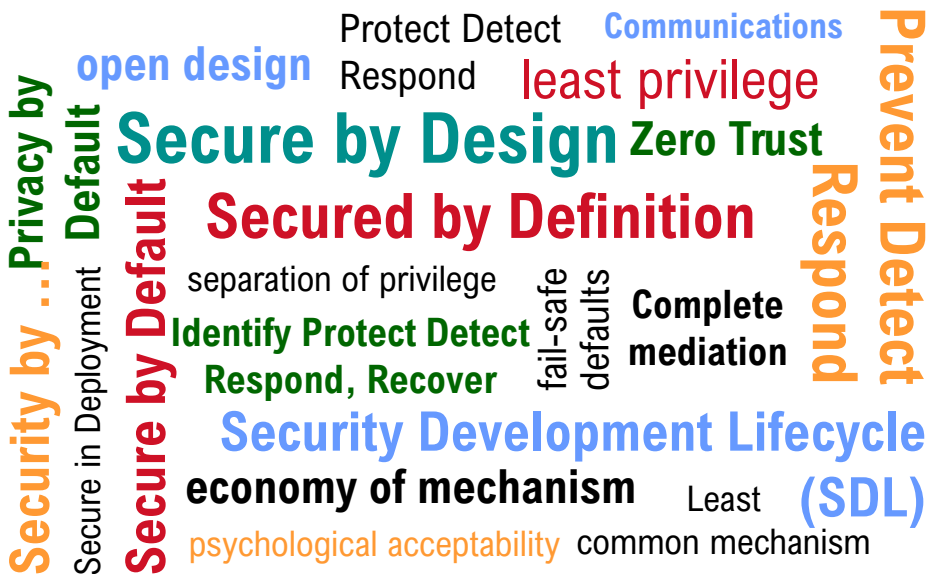 Protect Detect
Respond
Communications
open design
least privilege
Prevent Detect
Respond
Privacy by
Default
Secure by Design
Zero Trust
Secured by Definition
Security by ...
Secure in Deployment
Secure by Default
separation of privilege
fail-safe
defaults
Complete
mediation
Identify Protect Detect
Respond, Recover
Security Development Lifecycle
(SDL)
economy of mechanism
Least
common mechanism
psychological acceptability